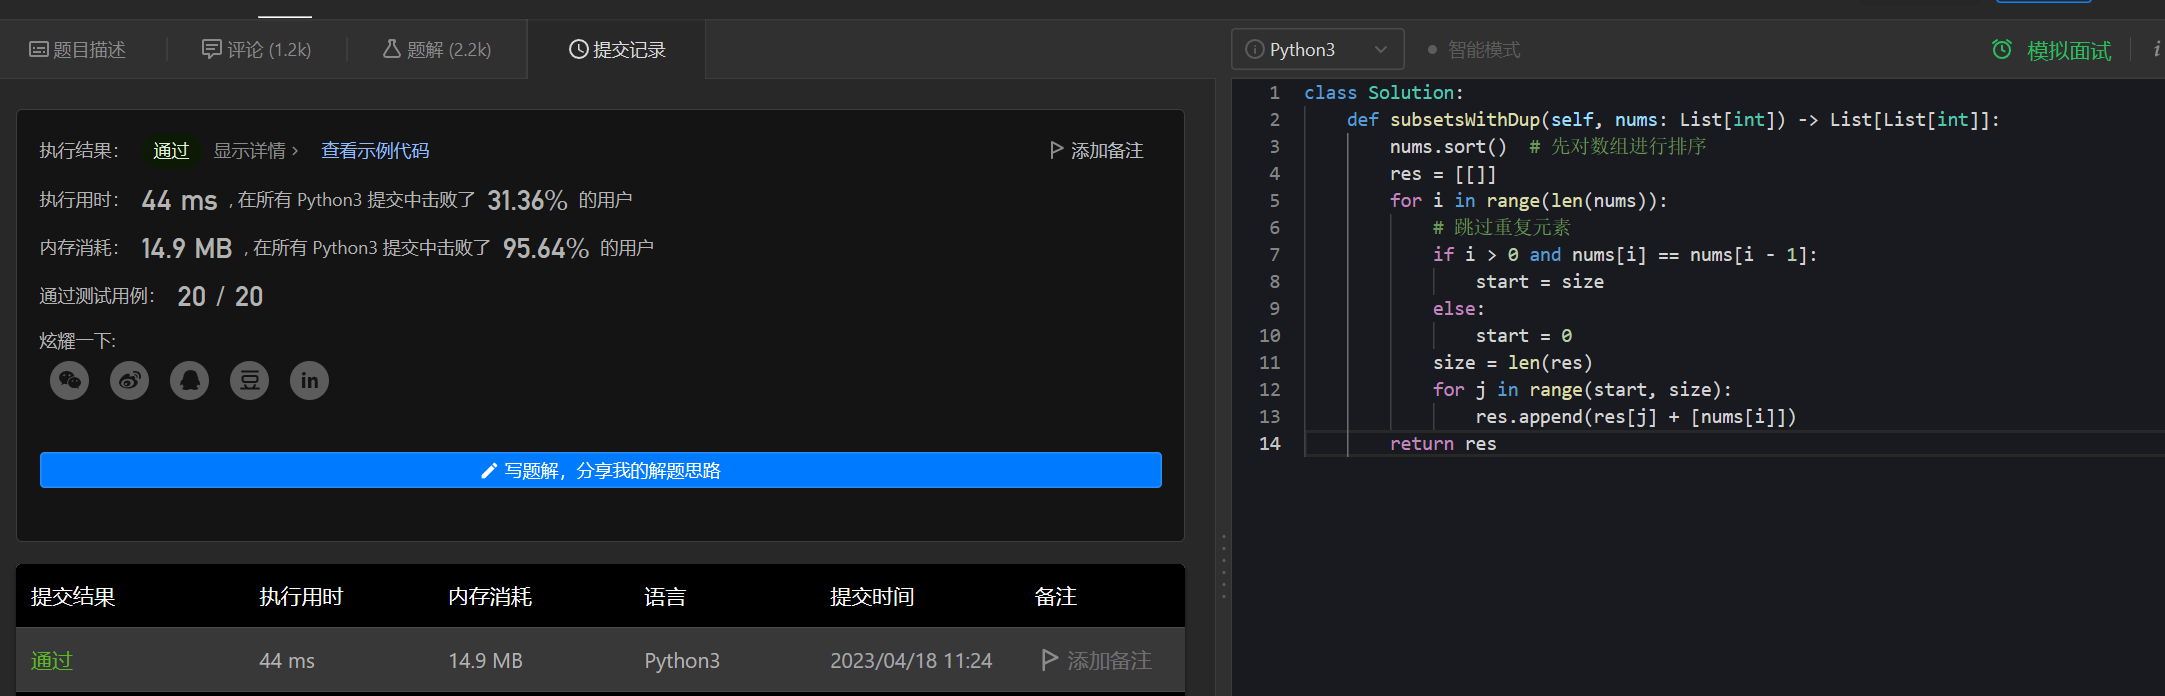 题目描述
评论 (1.2k)
题解 (2.2k)
提交记录
执行结果：
通过
显示详情 ›
查看示例代码
添加备注
执行用时：
44 ms
, 在所有 Python3 提交中击败了
31.36%
的用户
内存消耗：
14.9 MB
, 在所有 Python3 提交中击败了
95.64%
的用户
通过测试用例：
20 / 20
炫耀一下:
豆
in
写题解，分享我的解题思路
提交结果
执行用时
内存消耗
语言
提交时间
备注
通过
44 ms
14.9 MB
Python3
2023/04/18 11:24
添加备注
Python3
智能模式
模拟面试
i
1 class Solution:
2     def subsetsWithDup(self, nums: List[int]) -> List[List[int]]:
3         nums.sort()  # 先对数组进行排序
4         res = [[]]
5         for i in range(len(nums)):
6             # 跳过重复元素
7             if i > 0 and nums[i] == nums[i - 1]:
8                 start = size
9             else:
10                 start = 0
11             size = len(res)
12             for j in range(start, size):
13                 res.append(res[j] + [nums[i]])
14         return res